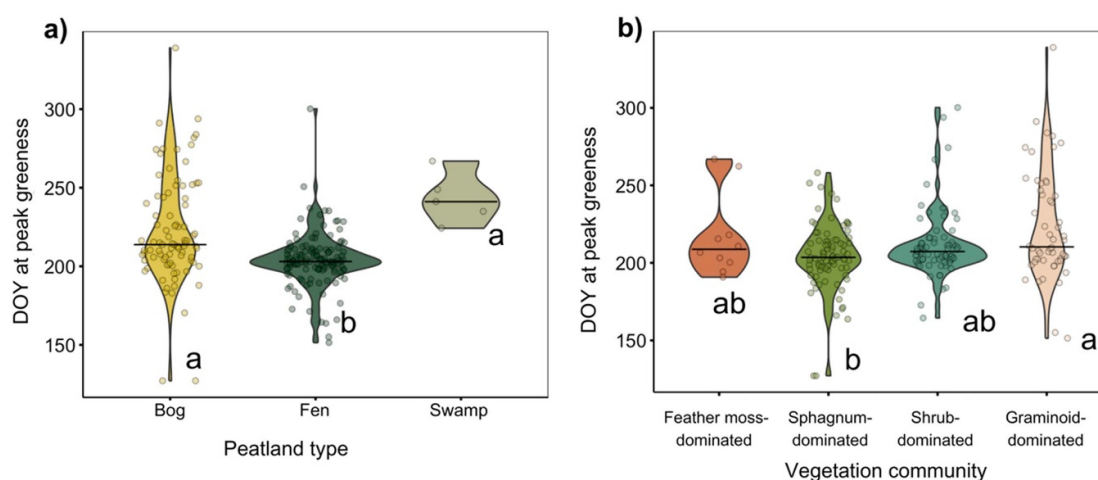 a)
DOY at peak greeness
300
250
200
150
a
b
a
Bog
Fen
Swamp
Peatland type
b)
DOY at peak greeness
300
250
200
150
ab
b
ab
a
Feather moss-
dominated
Sphagnum-
dominated
Shrub-
dominated
Graminoid-
dominated
Vegetation community